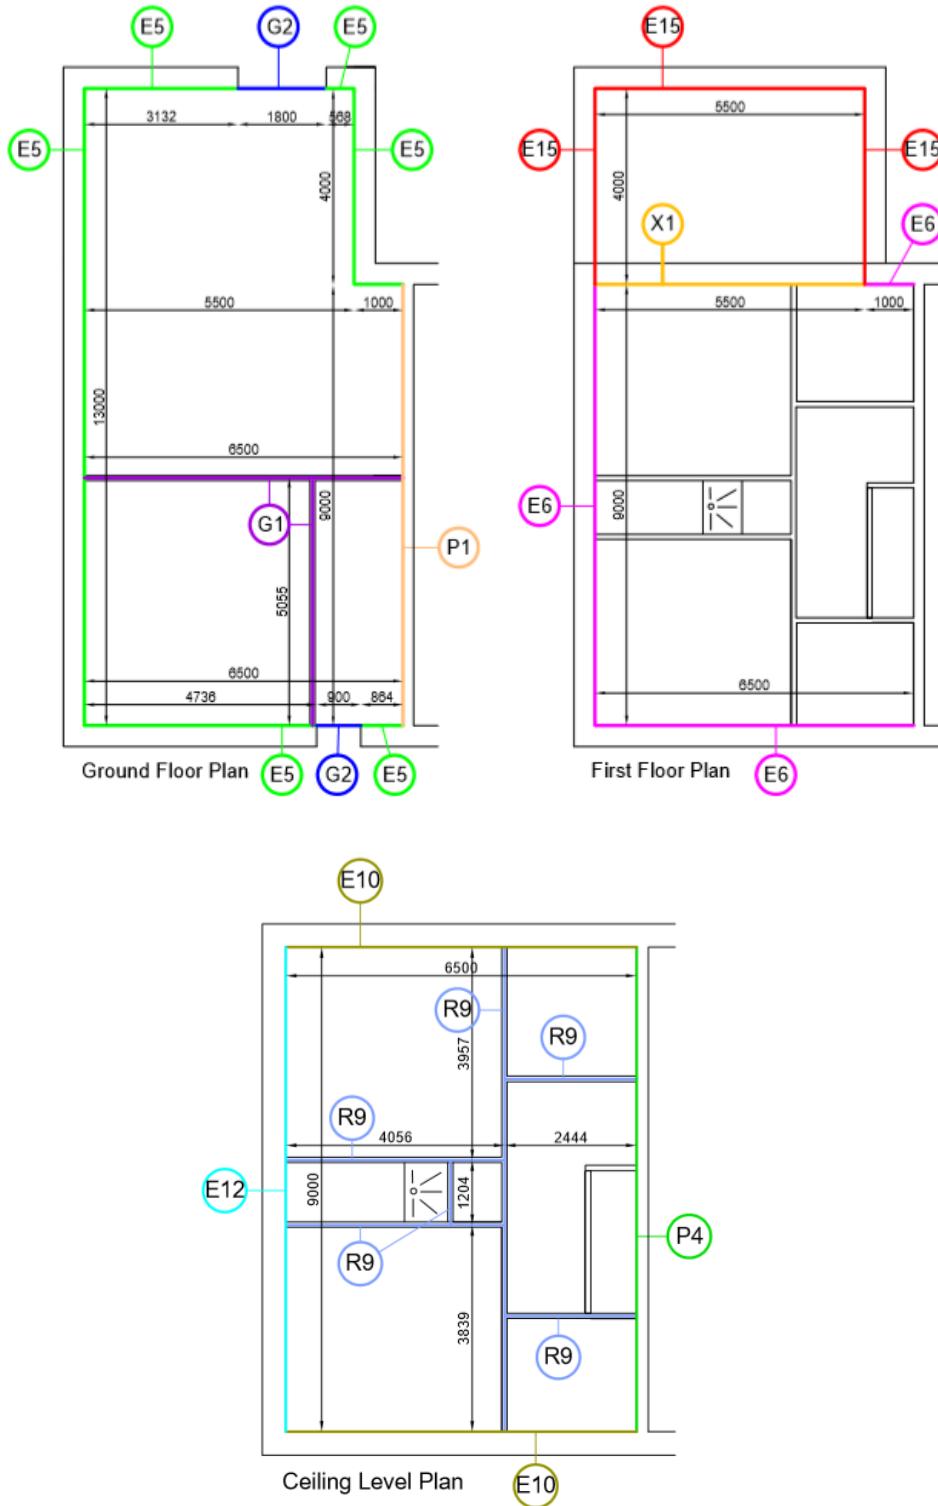 E5 G2 E5 E15
3132 1800 568 5500
E5 E5 E15 E15
4000 4000
X1 E6
5500 1000 5500 1000
13000
6500
9000 9000
G1 E6
P1
5055
6500 6500
4736 900 864
Ground Floor Plan E5 G2 E5 First Floor Plan E6
E10
6500
R9
R9
3957
R9
4056 2444
E12 9000 1204
P4
R9
3839
R9
Ceiling Level Plan E10